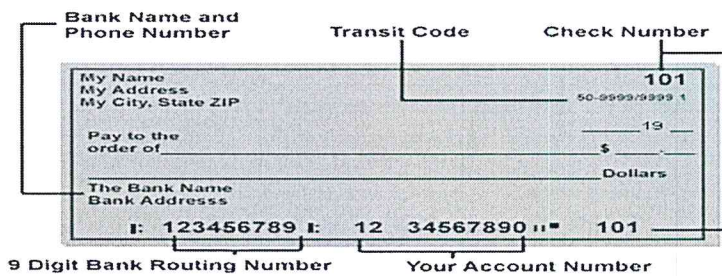 Bank Name and
Phone Number
Transit Code
Check Number
My Name
101
My Address
My City, State ZIP
50-9999/9999 1
19
Pay to the
order of
$
Dollars
The Bank Name
Bank Addresss
⑆ 123456789 ⑆ 12 34567890 ⑈ 101
9 Digit Bank Routing Number
Your Account Number